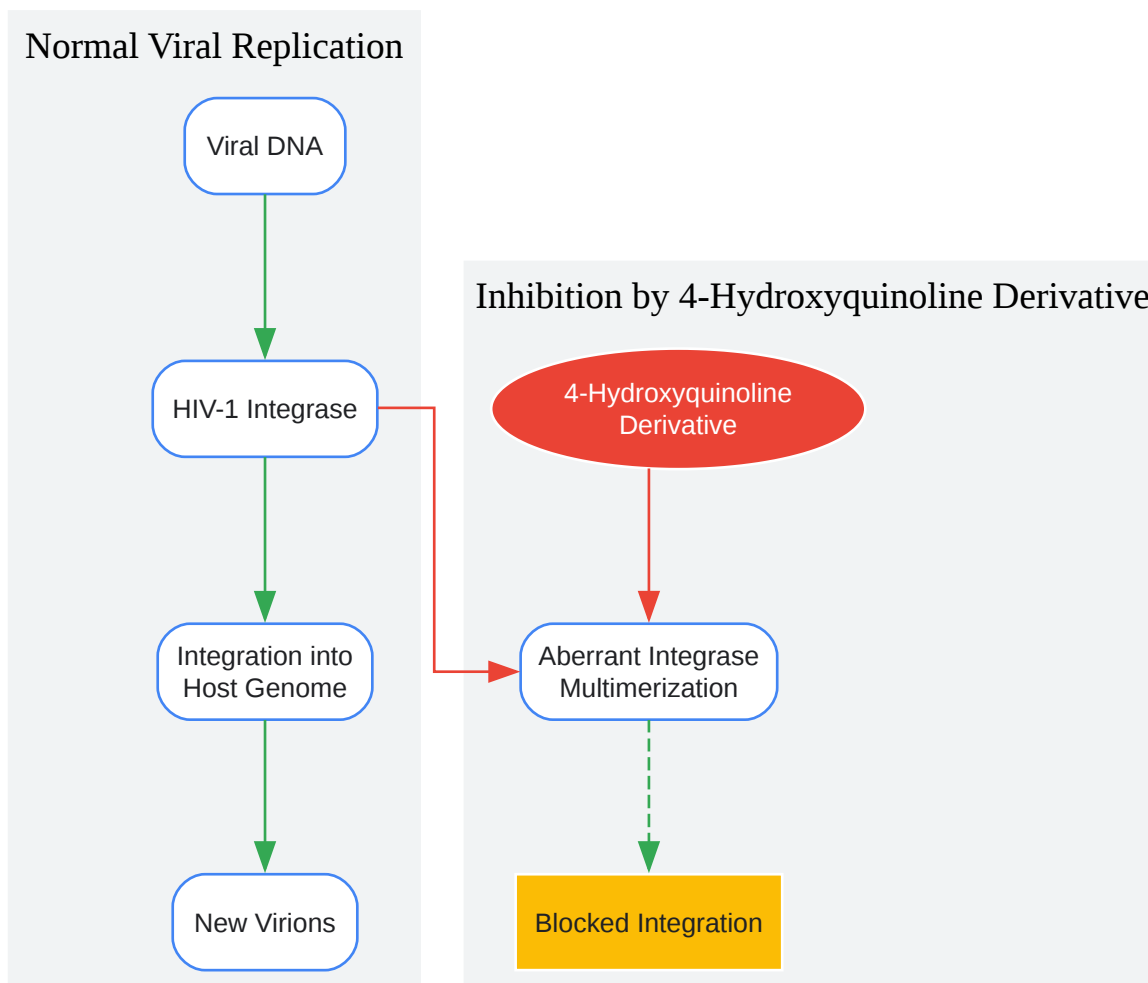 Normal Viral Replication
Viral DNA
HIV-1 Integrase
Integration into
Host Genome
New Virions
Inhibition by 4-Hydroxyquinoline Derivative
4-Hydroxyquinoline
Derivative
Aberrant Integrase
Multimerization
Blocked Integration